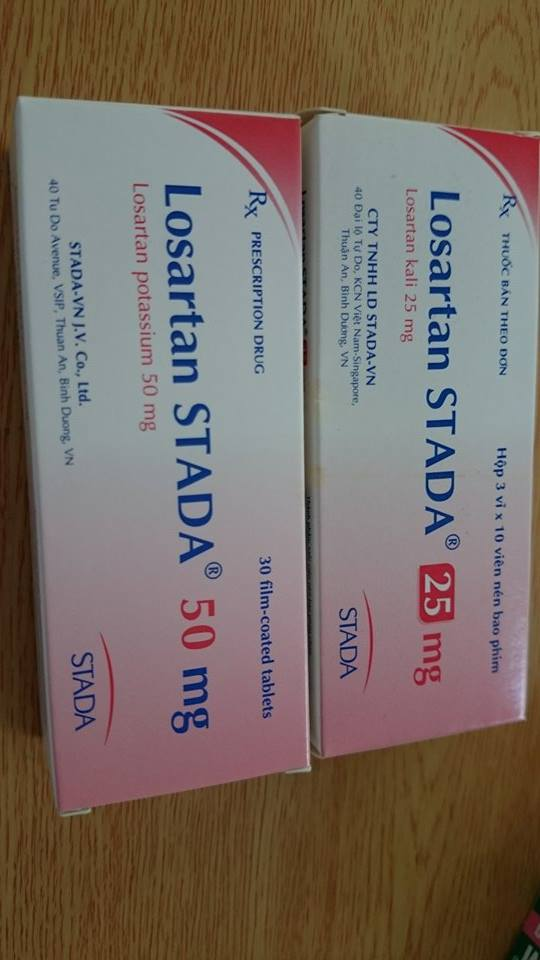 Rx PRESCRIPTION DRUG
30 film-coated tablets
Losartan STADA® 50 mg
Losartan potassium 50 mg
STADA-VN J.V. Co., Ltd.
40 Tu Do Avenue, VSIP, Thuan An, Binh Duong, VN
STADA
Rx THUỐC BÁN THEO ĐƠN
Hộp 3 vỉ x 10 viên nén bao phim
Losartan STADA® 25 mg
Losartan kali 25 mg
CTY TNHH LD STADA-VN
40 Đại lộ Tự Do, KCN Việt Nam-Singapore,
Thuận An, Bình Dương, VN
STADA